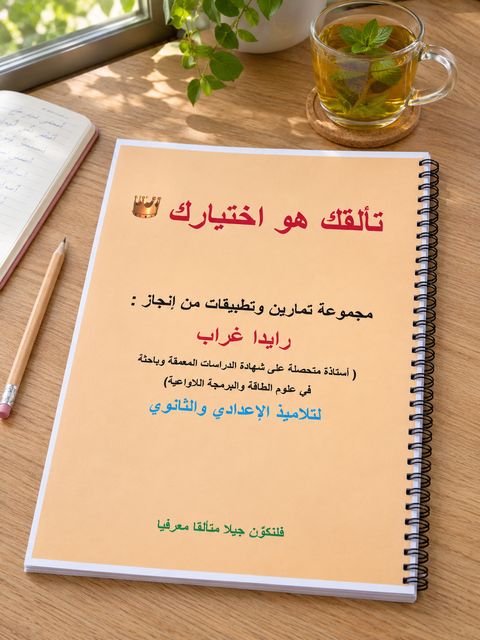 تألقك هو اختيارك 👑
مجموعة تمارين وتطبيقات من إنجاز :
رايدا غراب
( أستاذة متحصلة على شهادة الدراسات المعمقة وباحثة
في علوم الطاقة والبرمجة اللاواعية)
لتلاميذ الإعدادي والثانوي
فلنكوّن جيلا متألقا معرفيا